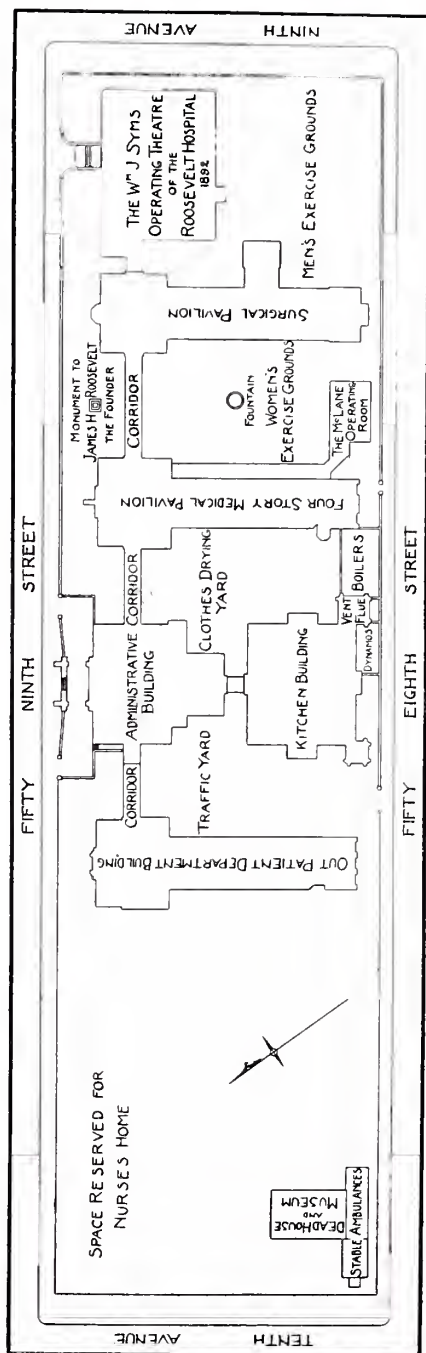 NINTH AVENUE
FIFTY NINTH STREET
THE WM J SYMS
OPERATING THEATRE
OF THE
ROOSEVELT HOSPITAL
1892
MEN'S EXERCISE GROUNDS
SURGICAL PAVILION
MONUMENT TO
JAMES H ROOSEVELT
THE FOUNDER
CORRIDOR
FOUNTAIN
WOMEN'S
EXERCISE GROUNDS
THE MCLANE
OPERATING
ROOM
FOUR STORY MEDICAL PAVILION
CORRIDOR
CLOTHES DRYING
YARD
BOILERS
VENT
FLUE
DYNAMOS
ADMINISTRATIVE
BUILDING
KITCHEN BUILDING
CORRIDOR
TRAFFIC YARD
OUT PATIENT DEPARTMENT BUILDING
SPACE RESERVED FOR
NURSES HOME
DEADHOUSE
AND
MUSEUM
STABLE AMBULANCES
FIFTY EIGHTH STREET
TENTH AVENUE